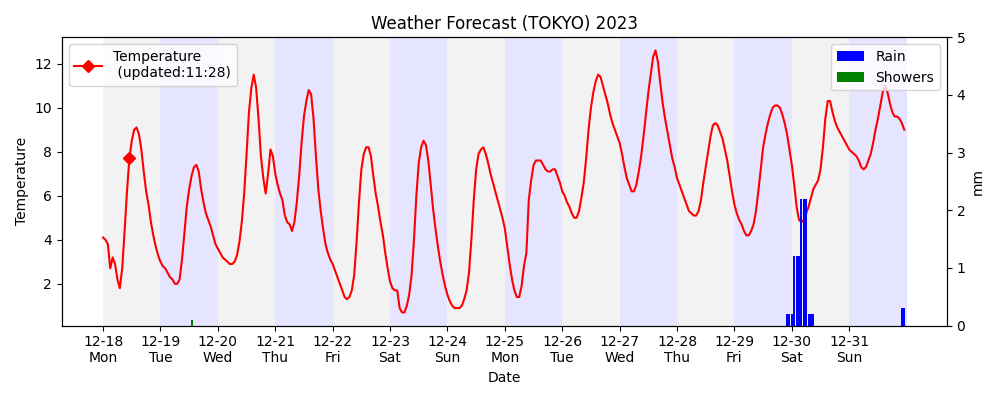 Weather Forecast (TOKYO) 2023
Temperature
(updated:11:28)
Rain
Showers
Temperature
12
10
8
6
4
2
mm
5
4
3
2
1
0
12-18 12-19 12-20 12-21 12-22 12-23 12-24 12-25 12-26 12-27 12-28 12-29 12-30 12-31
Mon Tue Wed Thu Fri Sat Sun Mon Tue Wed Thu Fri Sat Sun
Date